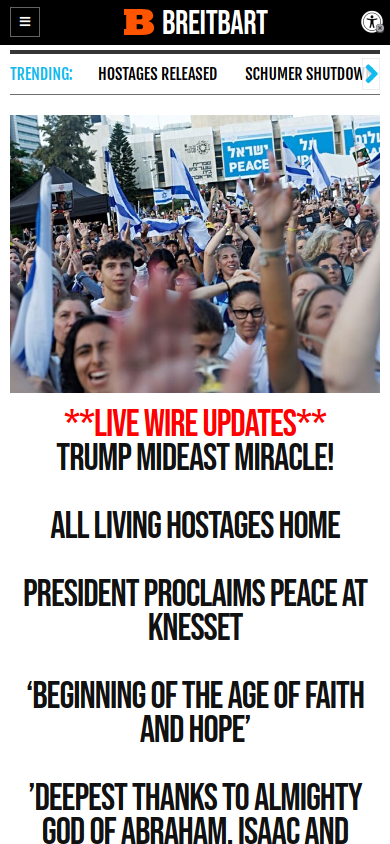 BREITBART
TRENDING:
HOSTAGES RELEASED
SCHUMER SHUTDOW
ישראל
PEACE
**LIVE WIRE UPDATES**
TRUMP MIDEAST MIRACLE!
ALL LIVING HOSTAGES HOME
PRESIDENT PROCLAIMS PEACE AT
KNESSET
‘BEGINNING OF THE AGE OF FAITH
AND HOPE’
’DEEPEST THANKS TO ALMIGHTY
GOD OF ABRAHAM, ISAAC AND